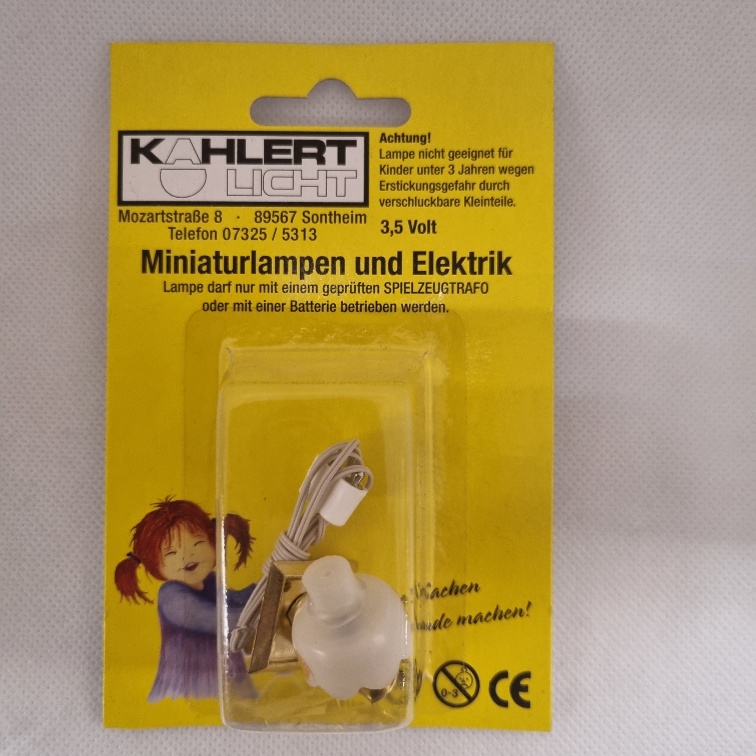 KAHLERT
LICHT
Mozartstraße 8 · 89567 Sontheim
Telefon 07325 / 5313
Achtung!
Lampe nicht geeignet für
Kinder unter 3 Jahren wegen
Erstickungsgefahr durch
verschluckbare Kleinteile.
3,5 Volt
Miniaturlampen und Elektrik
Lampe darf nur mit einem geprüften SPIELZEUGTRAFO
oder mit einer Batterie betrieben werden.
machen!
0-3
CE